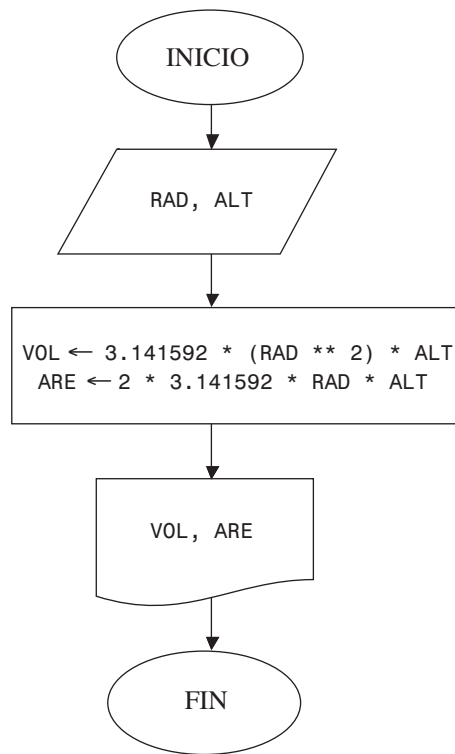 INICIO
RAD, ALT
VOL ← 3.141592 * (RAD ** 2) * ALT
ARE ← 2 * 3.141592 * RAD * ALT
VOL, ARE
FIN